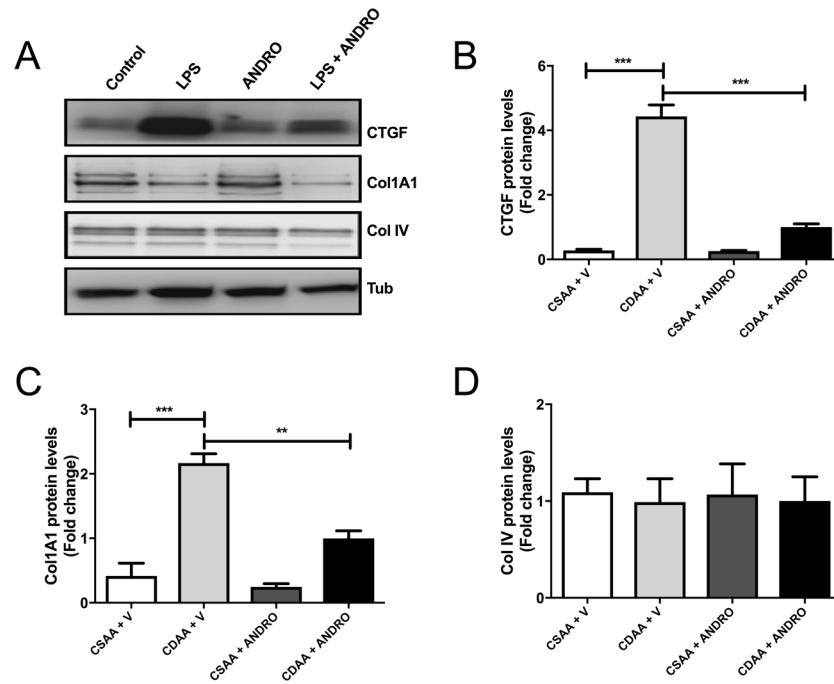 A
Control
LPS
ANDRO
LPS + ANDRO
CTGF
Col1A1
Col IV
Tub
B
CTGF protein levels
(Fold change)
6
4
2
0
***
***
CSAA + V
CDAA + V
CSAA + ANDRO
CDAA + ANDRO
C
Col1A1 protein levels
(Fold change)
3
2
1
0
***
**
CSAA + V
CDAA + V
CSAA + ANDRO
CDAA + ANDRO
D
Col IV protein levels
(Fold change)
2
1
0
CSAA + V
CDAA + V
CSAA + ANDRO
CDAA + ANDRO